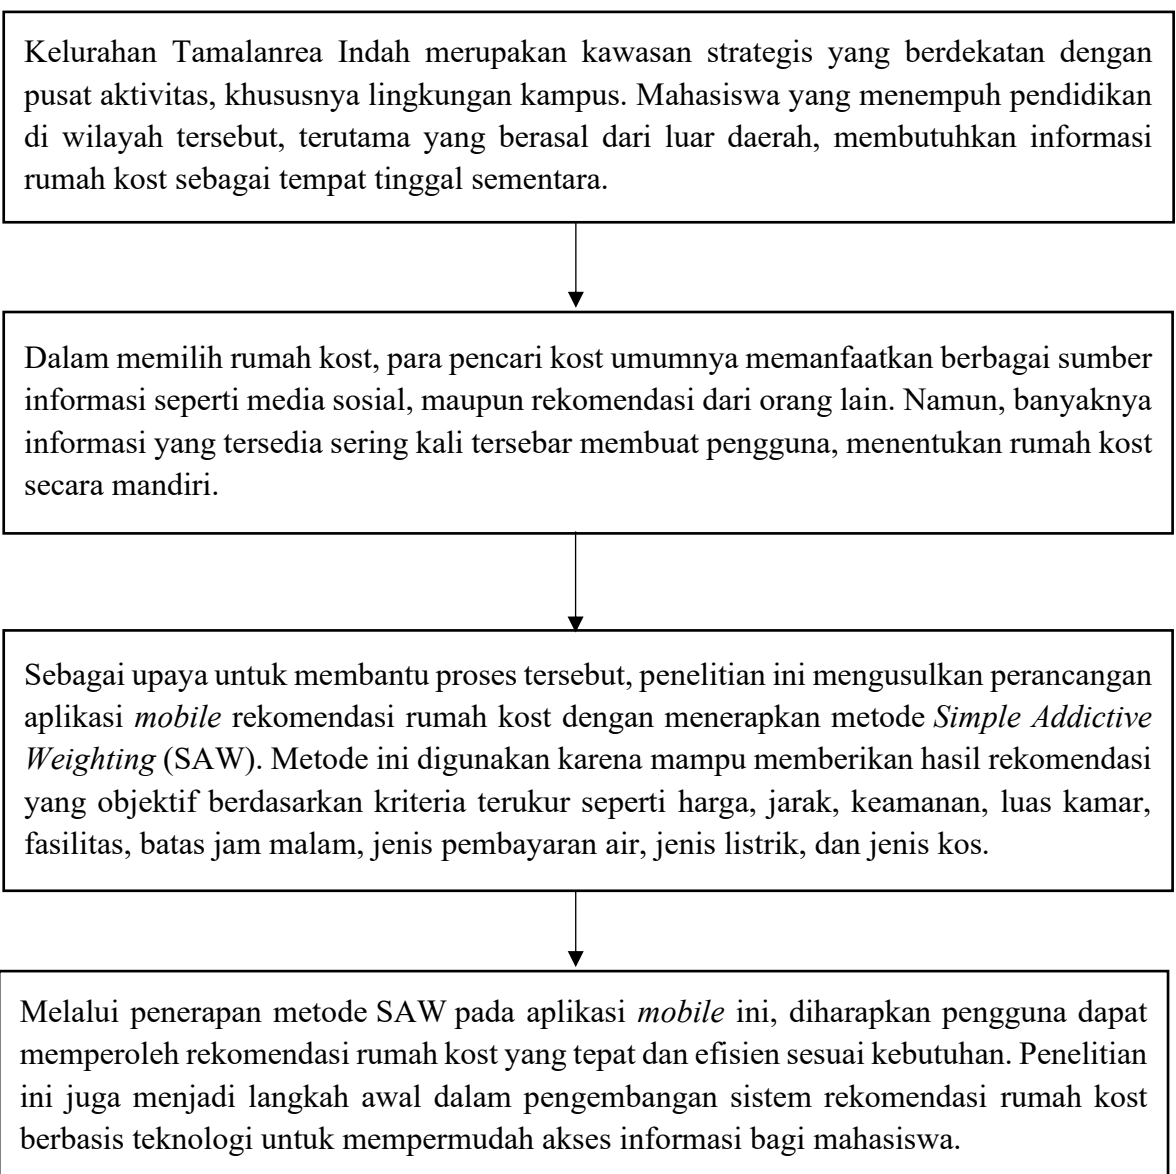 Kelurahan Tamalanrea Indah merupakan kawasan strategis yang berdekatan dengan
pusat aktivitas, khususnya lingkungan kampus. Mahasiswa yang menempuh pendidikan
di wilayah tersebut, terutama yang berasal dari luar daerah, membutuhkan informasi
rumah kost sebagai tempat tinggal sementara.
Dalam memilih rumah kost, para pencari kost umumnya memanfaatkan berbagai sumber
informasi seperti media sosial, maupun rekomendasi dari orang lain. Namun, banyaknya
informasi yang tersedia sering kali tersebar membuat pengguna, menentukan rumah kost
secara mandiri.
Sebagai upaya untuk membantu proses tersebut, penelitian ini mengusulkan perancangan
aplikasi mobile rekomendasi rumah kost dengan menerapkan metode Simple Addictive
Weighting (SAW). Metode ini digunakan karena mampu memberikan hasil rekomendasi
yang objektif berdasarkan kriteria terukur seperti harga, jarak, keamanan, luas kamar,
fasilitas, batas jam malam, jenis pembayaran air, jenis listrik, dan jenis kos.
Melalui penerapan metode SAW pada aplikasi mobile ini, diharapkan pengguna dapat
memperoleh rekomendasi rumah kost yang tepat dan efisien sesuai kebutuhan. Penelitian
ini juga menjadi langkah awal dalam pengembangan sistem rekomendasi rumah kost
berbasis teknologi untuk mempermudah akses informasi bagi mahasiswa.